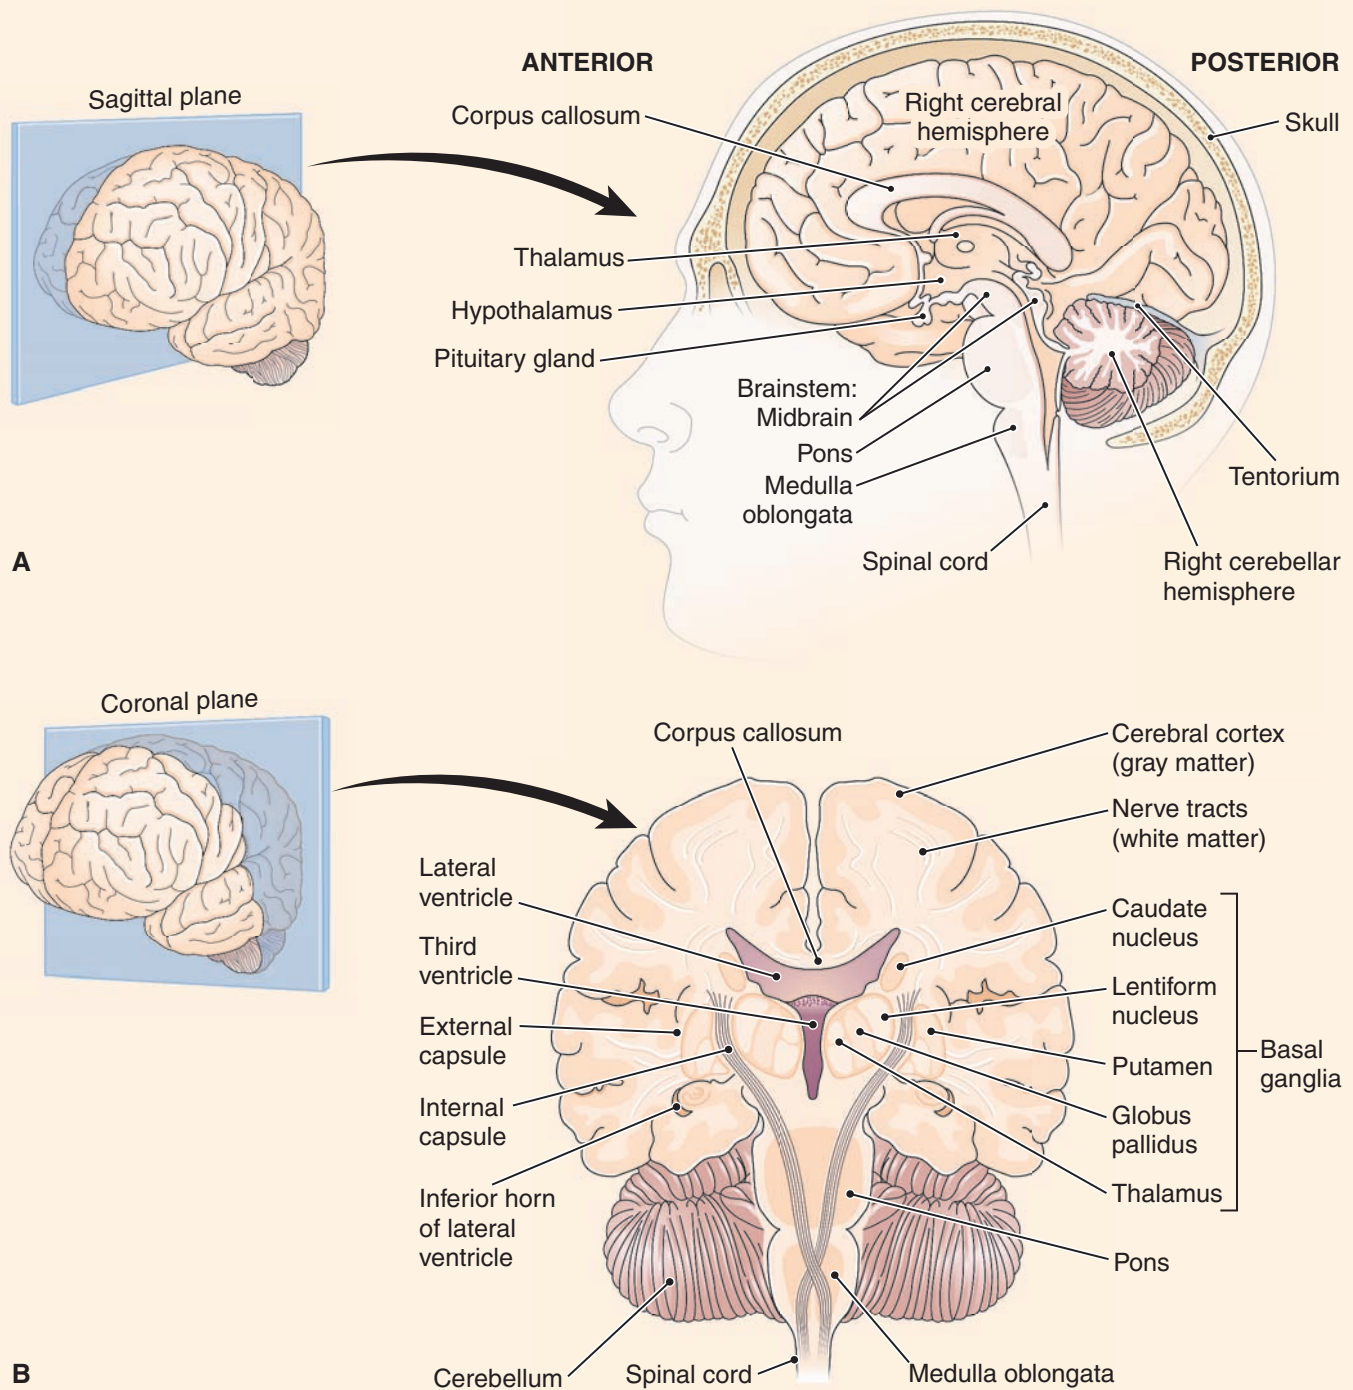 Sagittal plane
ANTERIOR
POSTERIOR
Corpus callosum
Right cerebral
hemisphere
Skull
Thalamus
Hypothalamus
Pituitary gland
Brainstem:
Midbrain
Pons
Medulla
oblongata
Spinal cord
Tentorium
Right cerebellar
hemisphere
A
Coronal plane
Corpus callosum
Cerebral cortex
(gray matter)
Nerve tracts
(white matter)
Lateral
ventricle
Third
ventricle
External
capsule
Internal
capsule
Inferior horn
of lateral
ventricle
Caudate
nucleus
Lentiform
nucleus
Putamen
Globus
pallidus
Thalamus
Basal
ganglia
Pons
Cerebellum
Spinal cord
Medulla oblongata
B